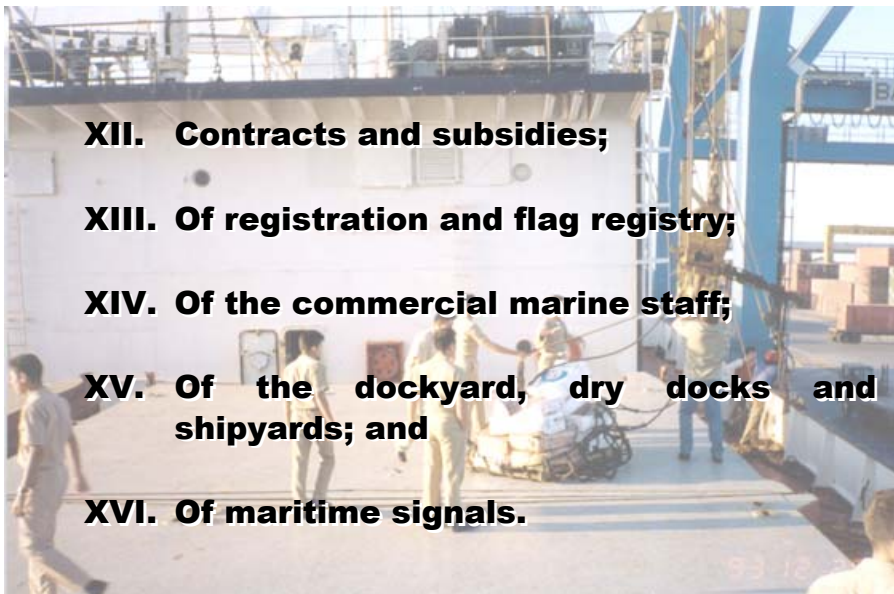 BA
XII. Contracts and subsidies;
XIII. Of registration and flag registry;
XIV. Of the commercial marine staff;
XV. Of the dockyard, dry docks and
shipyards; and
XVI. Of maritime signals.